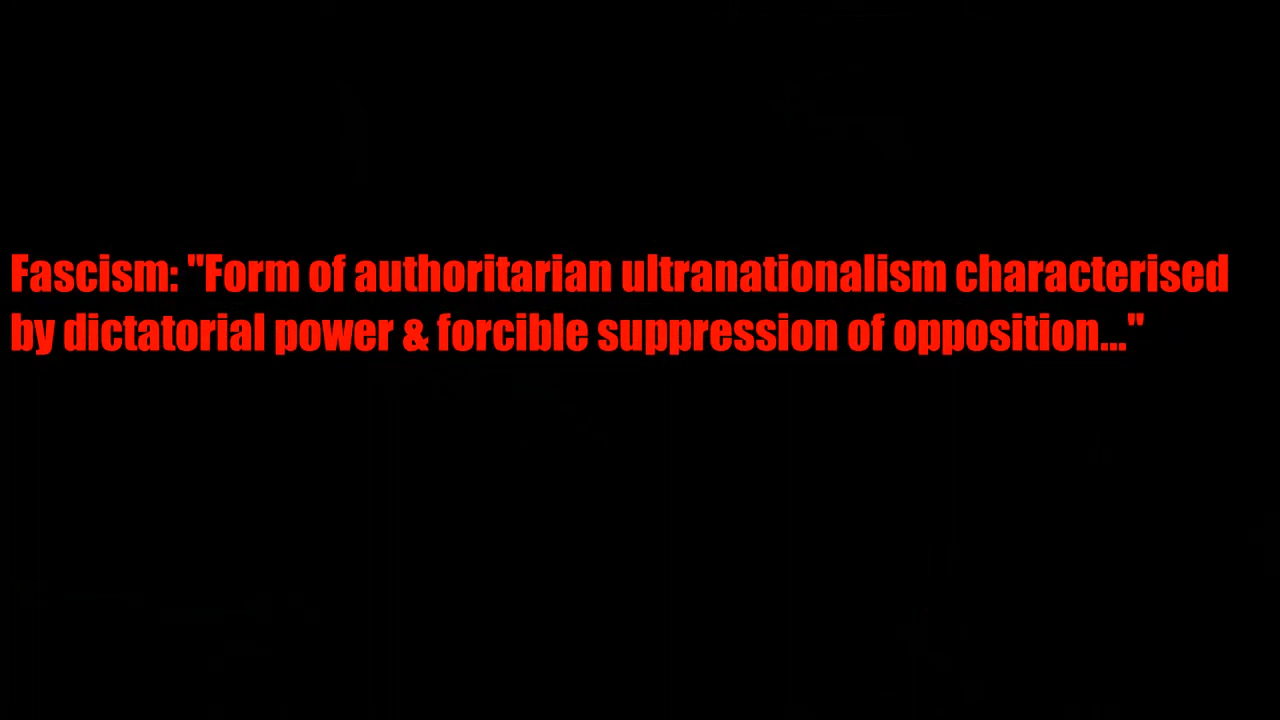 Fascism: "Form of authoritarian ultranationalism characterised
by dictatorial power & forcible suppression of opposition..."